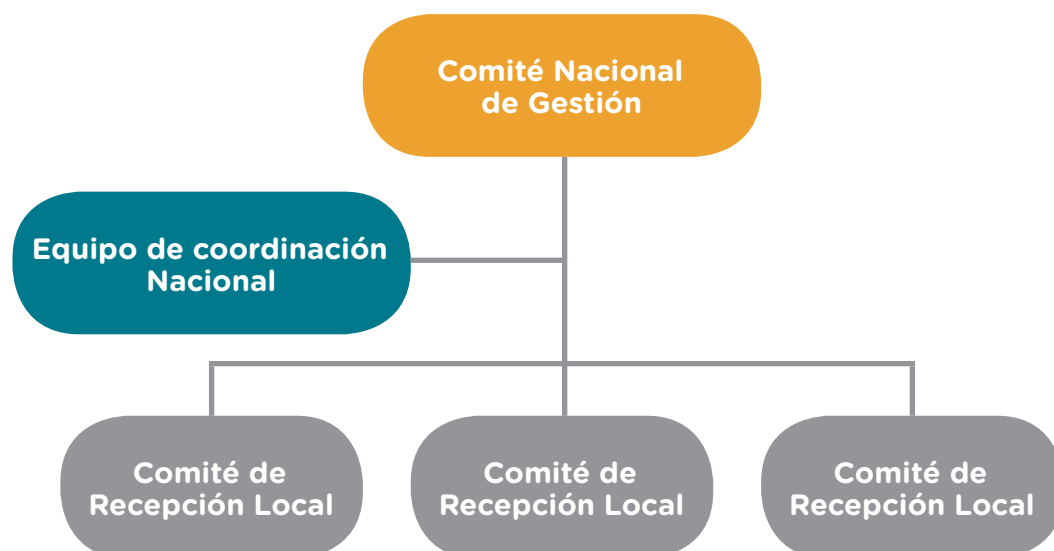 Comité Nacional
de Gestión
Equipo de coordinación
Nacional
Comité de
Recepción Local
Comité de
Recepción Local
Comité de
Recepción Local